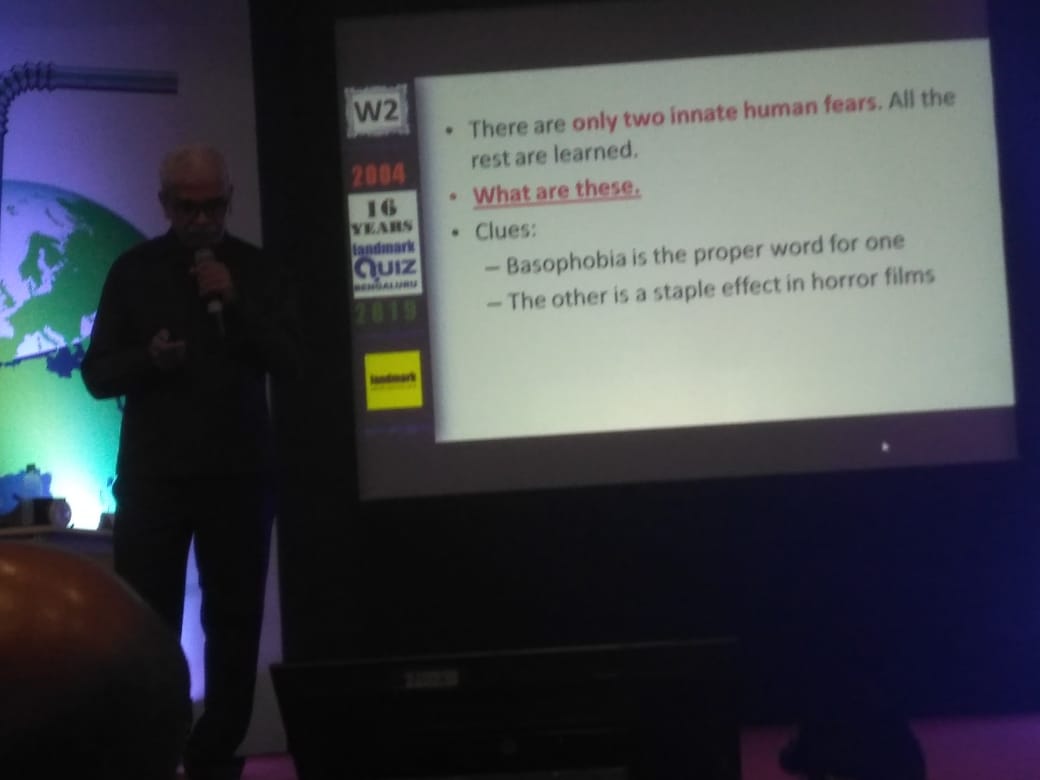 W2
2004
16
YEARS
landmark
QUIZ
BENGALURU
2019
landmark
• There are only two innate human fears. All the
rest are learned.
• What are these.
• Clues:
– Basophobia is the proper word for one
– The other is a staple effect in horror films